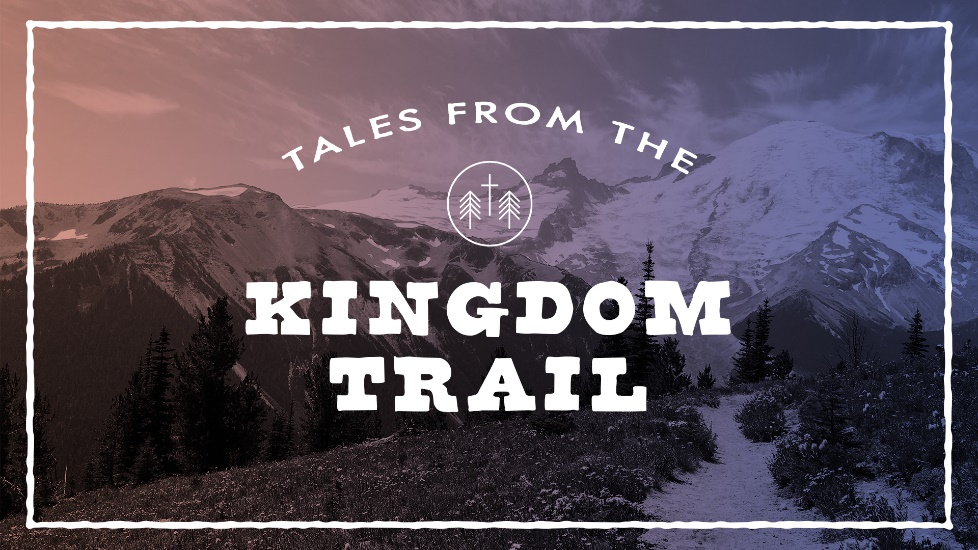 TALES FROM THE
KINGDOM
TRAIL